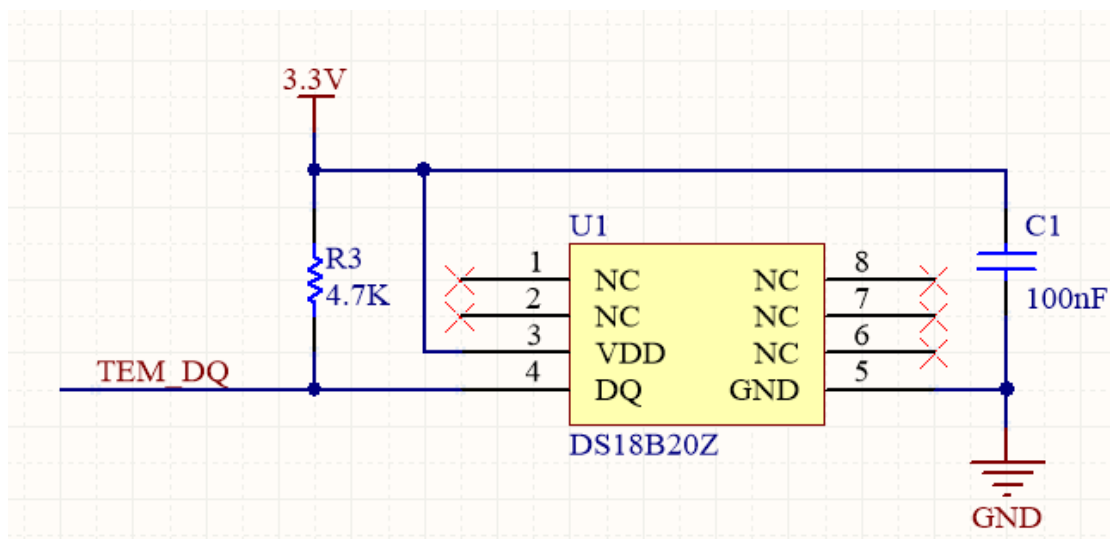 3.3V
U1
C1
R3
4.7K
100nF
1
NC
NC
8
2
NC
NC
7
3
VDD
NC
6
TEM_DQ
4
DQ
GND
5
DS18B20Z
GND